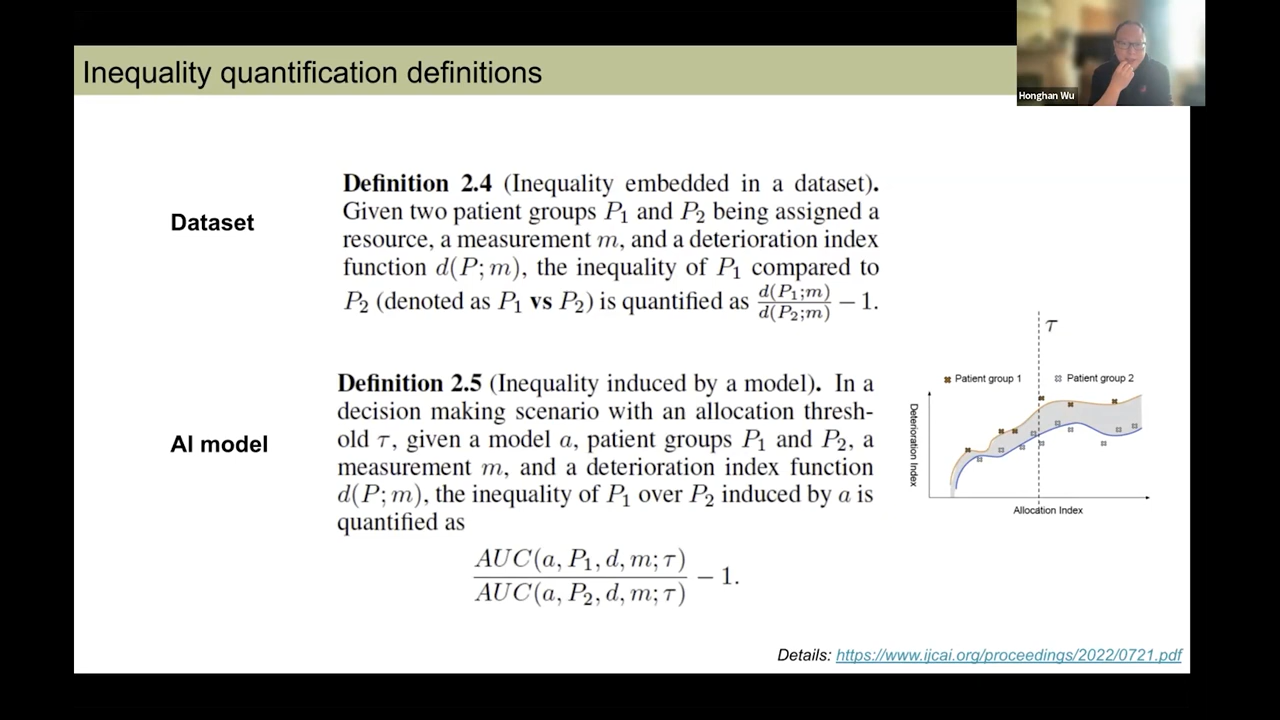 Inequality quantification definitions
Honghan Wu
Dataset
Definition 2.4 (Inequality embedded in a dataset).
Given two patient groups P₁ and P₂ being assigned a
resource, a measurement m, and a deterioration index
function d(P; m), the inequality of P₁ compared to
P₂ (denoted as P₁ vs P₂) is quantified as d(P₁;m)/d(P₂;m) − 1.
AI model
Definition 2.5 (Inequality induced by a model). In a
decision making scenario with an allocation thresh-
old τ, given a model a, patient groups P₁ and P₂, a
measurement m, and a deterioration index function
d(P; m), the inequality of P₁ over P₂ induced by a is
quantified as
AUC(a, P₁, d, m; τ)
AUC(a, P₂, d, m; τ)
− 1.
τ
Patient group 1
Patient group 2
Deterioration Index
Allocation Index
Details: https://www.ijcai.org/proceedings/2022/0721.pdf